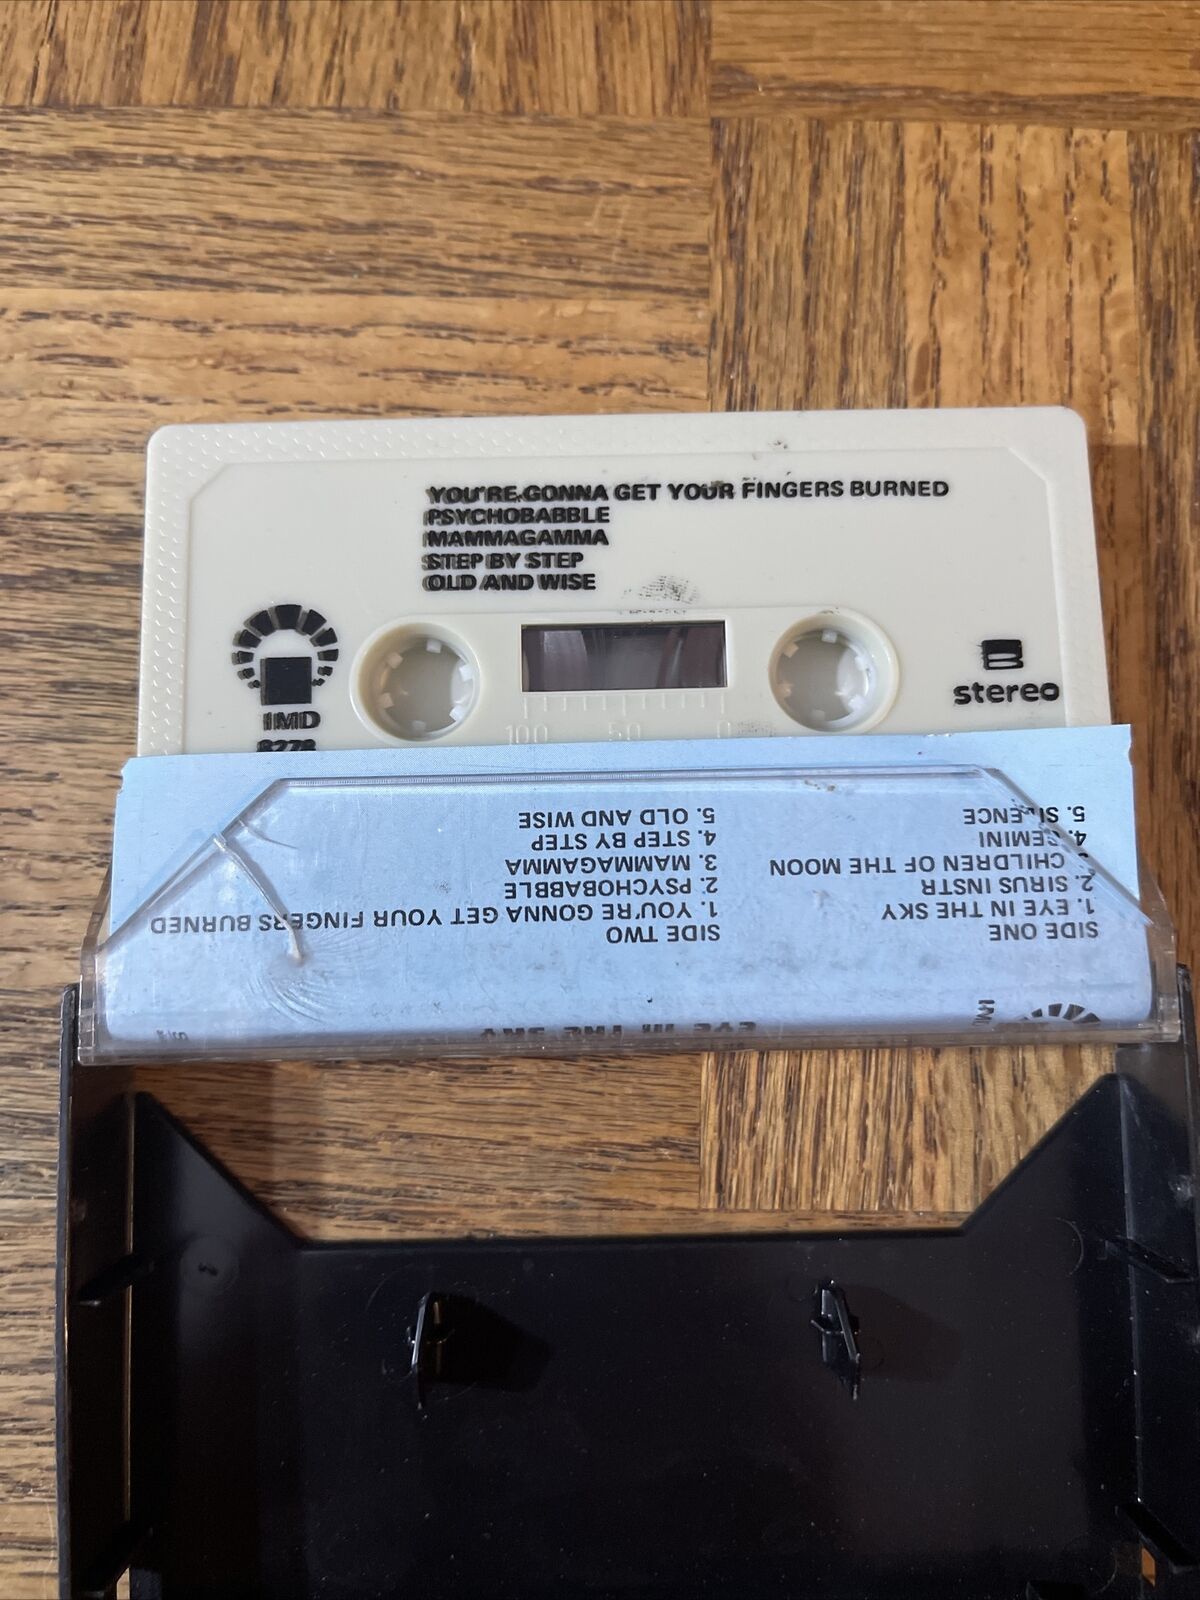 YOU'RE GONNA GET YOUR FINGERS BURNED
PSYCHOBABBLE
MAMMAGAMMA
STEP BY STEP
OLD AND WISE
IMD
8278
B
stereo
100 50 0
SIDE ONE
1. EYE IN THE SKY
2. SIRUS INSTR
CHILDREN OF THE MOON
4. GEMINI
5. SILENCE
SIDE TWO
1. YOU'RE GONNA GET YOUR FINGERS BURNED
2. PSYCHOBABBLE
3. MAMMAGAMMA
4. STEP BY STEP
5. OLD AND WISE
IMD
EYE IN THE SKY